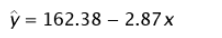 ŷ = 162.38 − 2.87x